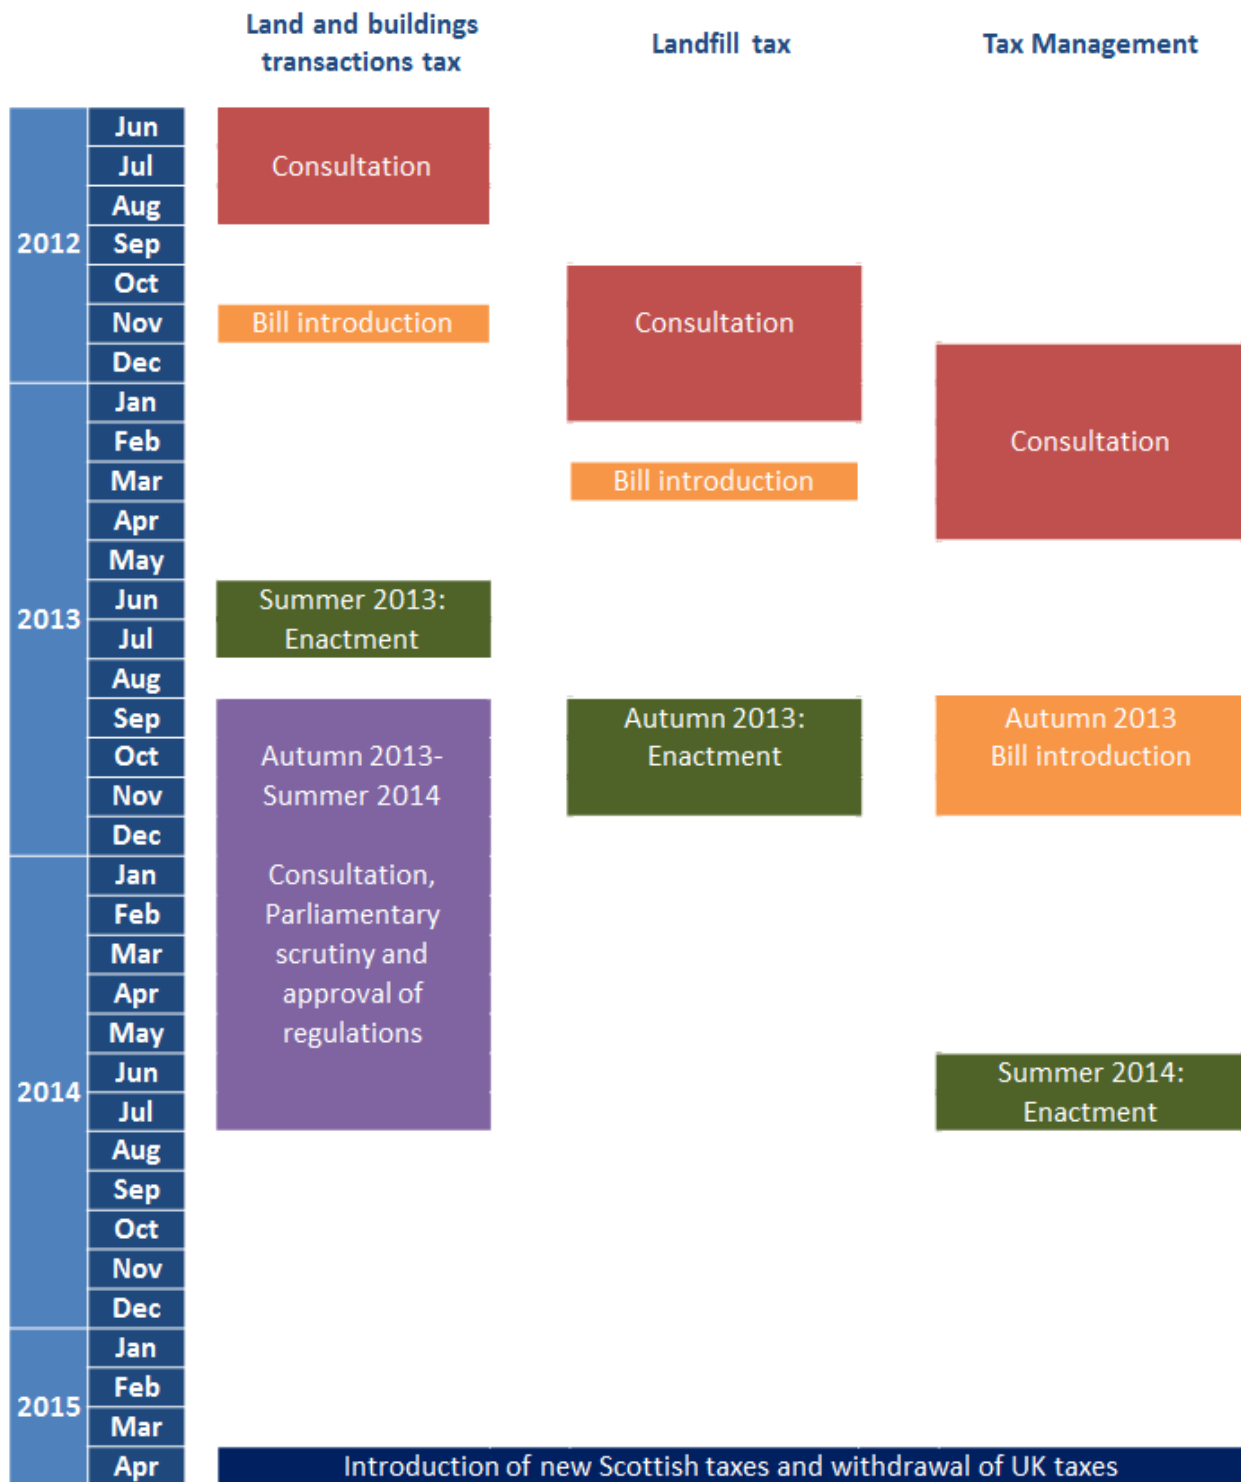 Land and buildings
transactions tax
Landfill tax
Tax Management
2012
Jun
Jul
Aug
Sep
Oct
Nov
Dec
2013
Jan
Feb
Mar
Apr
May
Jun
Jul
Aug
Sep
Oct
Nov
Dec
2014
Jan
Feb
Mar
Apr
May
Jun
Jul
Aug
Sep
Oct
Nov
Dec
2015
Jan
Feb
Mar
Apr
Consultation
Bill introduction
Summer 2013:
Enactment
Autumn 2013-
Summer 2014
Consultation,
Parliamentary
scrutiny and
approval of
regulations
Consultation
Bill introduction
Autumn 2013:
Enactment
Consultation
Autumn 2013
Bill introduction
Summer 2014:
Enactment
Introduction of new Scottish taxes and withdrawal of UK taxes